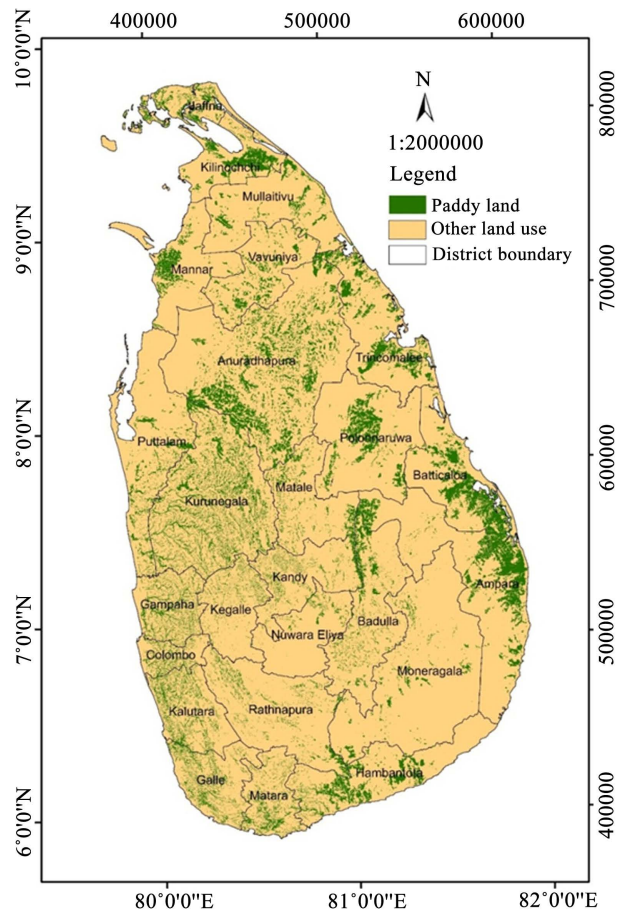 400000 500000 600000
10°0'0"N
9°0'0"N
8°0'0"N
7°0'0"N
6°0'0"N
N
1:2000000
Legend
Paddy land
Other land use
District boundary
Jaffna
Kilinochchi
Mullaitivu
Vavuniya
Mannar
Anuradhapura
Trincomalee
Puttalam
Polonnaruwa
Batticaloa
Kurunegala
Matale
Kandy
Ampara
Gampaha
Kegalle
Nuwara Eliya
Badulla
Colombo
Moneragala
Kalutara
Rathnapura
Galle
Matara
Hambantota
800000
700000
600000
500000
400000
80°0'0"E 81°0'0"E 82°0'0"E